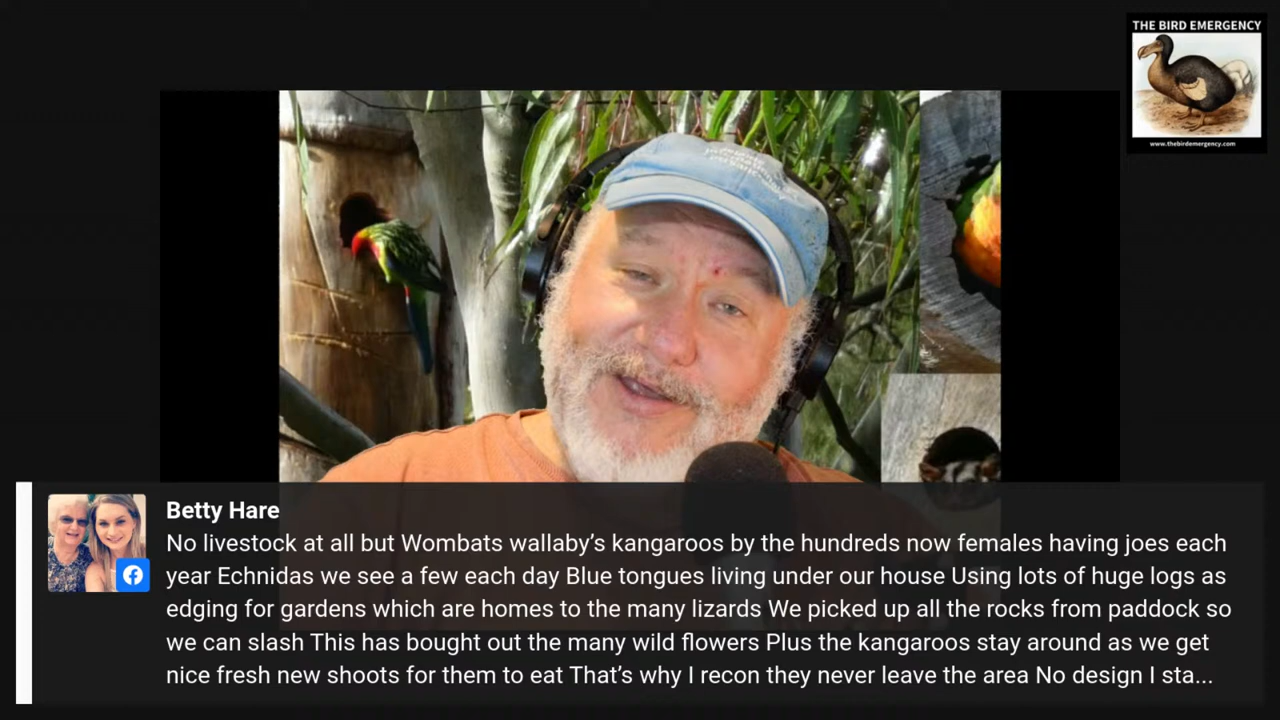 THE BIRD EMERGENCY
www.thebirdemergency.com
Betty Hare
No livestock at all but Wombats wallaby’s kangaroos by the hundreds now females having joes each
year Echnidas we see a few each day Blue tongues living under our house Using lots of huge logs as
edging for gardens which are homes to the many lizards We picked up all the rocks from paddock so
we can slash This has bought out the many wild flowers Plus the kangaroos stay around as we get
nice fresh new shoots for them to eat That’s why I recon they never leave the area No design I sta...